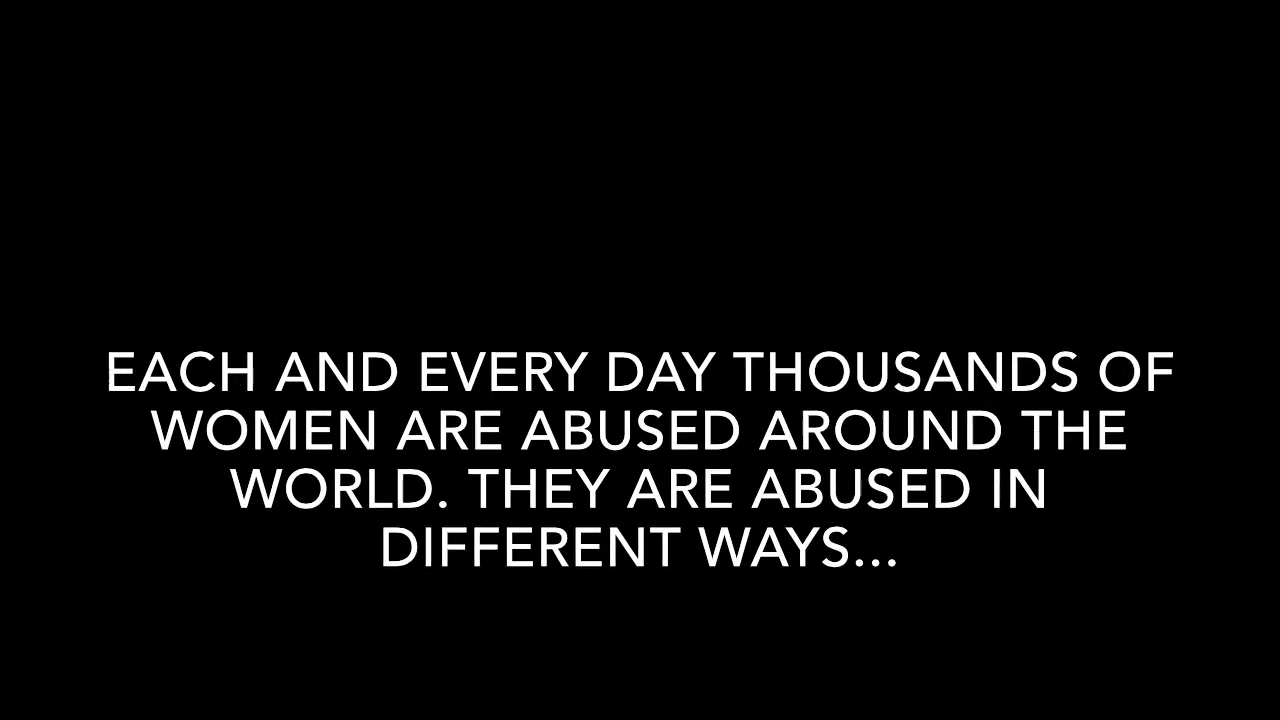 EACH AND EVERY DAY THOUSANDS OF
WOMEN ARE ABUSED AROUND THE
WORLD. THEY ARE ABUSED IN
DIFFERENT WAYS...